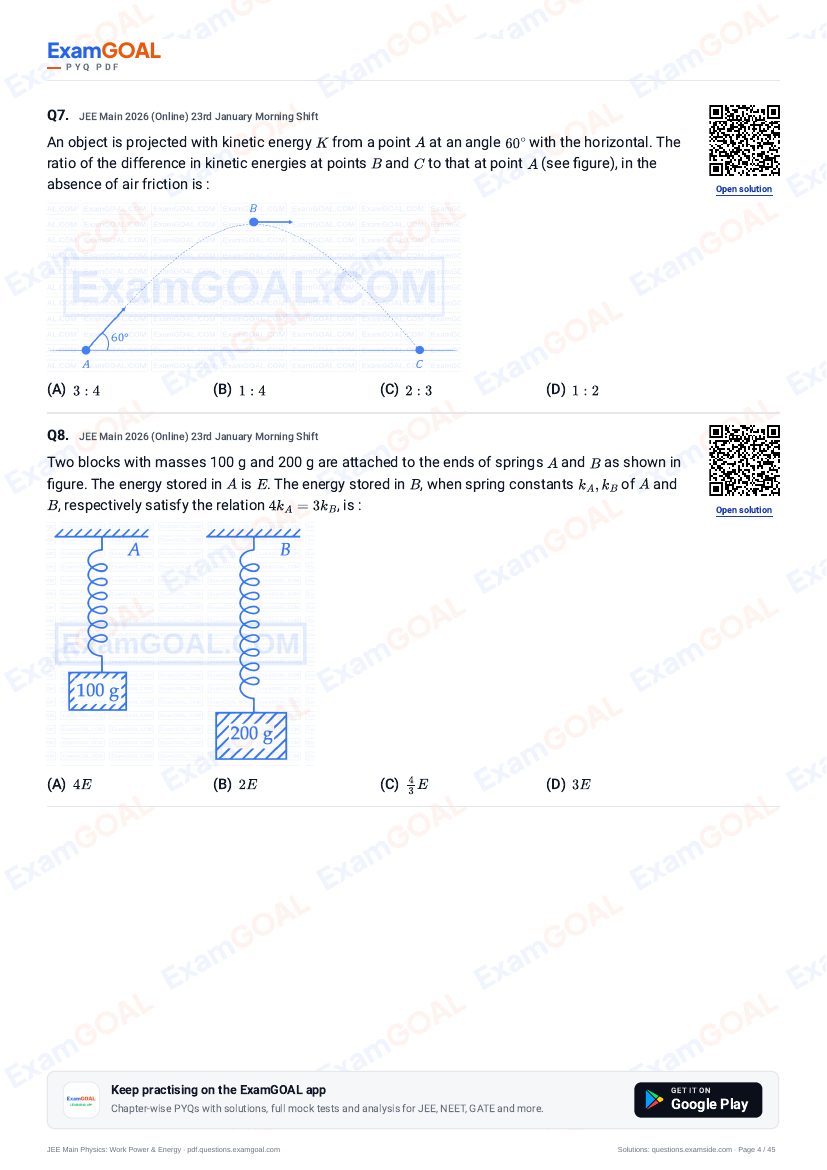 ExamGOAL
PYQ PDF
Q7. JEE Main 2026 (Online) 23rd January Morning Shift
An object is projected with kinetic energy K from a point A at an angle 60° with the horizontal. The
ratio of the difference in kinetic energies at points B and C to that at point A (see figure), in the
absence of air friction is :
Open solution
B
ExamGOAL.COM
60°
A
C
(A) 3 : 4 (B) 1 : 4 (C) 2 : 3 (D) 1 : 2
Q8. JEE Main 2026 (Online) 23rd January Morning Shift
Two blocks with masses 100 g and 200 g are attached to the ends of springs A and B as shown in
figure. The energy stored in A is E. The energy stored in B, when spring constants k_A, k_B of A and
B, respectively satisfy the relation 4k_A = 3k_B, is :
Open solution
A B
ExamGOAL.COM
100 g
200 g
(A) 4E (B) 2E (C) 4/3 E (D) 3E
Keep practising on the ExamGOAL app
Chapter-wise PYQs with solutions, full mock tests and analysis for JEE, NEET, GATE and more.
GET IT ON
Google Play
JEE Main Physics: Work Power & Energy · pdf.questions.examgoal.com
Solutions: questions.examside.com · Page 4 / 45